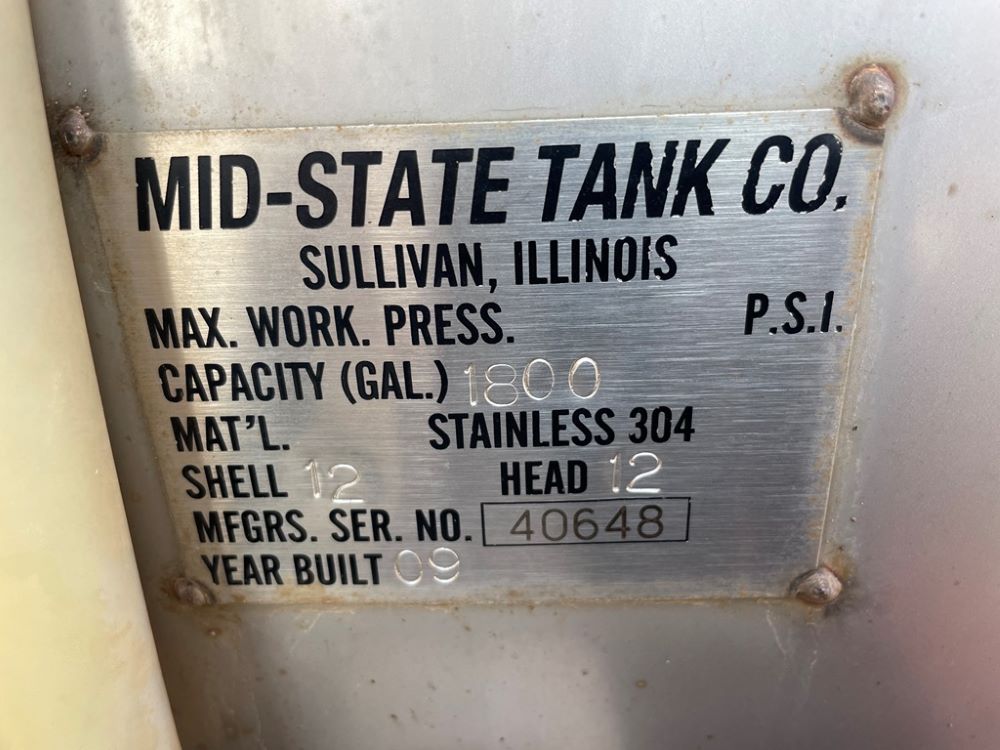 MID-STATE TANK CO.
SULLIVAN, ILLINOIS
MAX. WORK. PRESS. P.S.I.
CAPACITY (GAL.) 1800
MAT'L. STAINLESS 304
SHELL 12 HEAD 12
MFGRS. SER. NO. 40648
YEAR BUILT 09